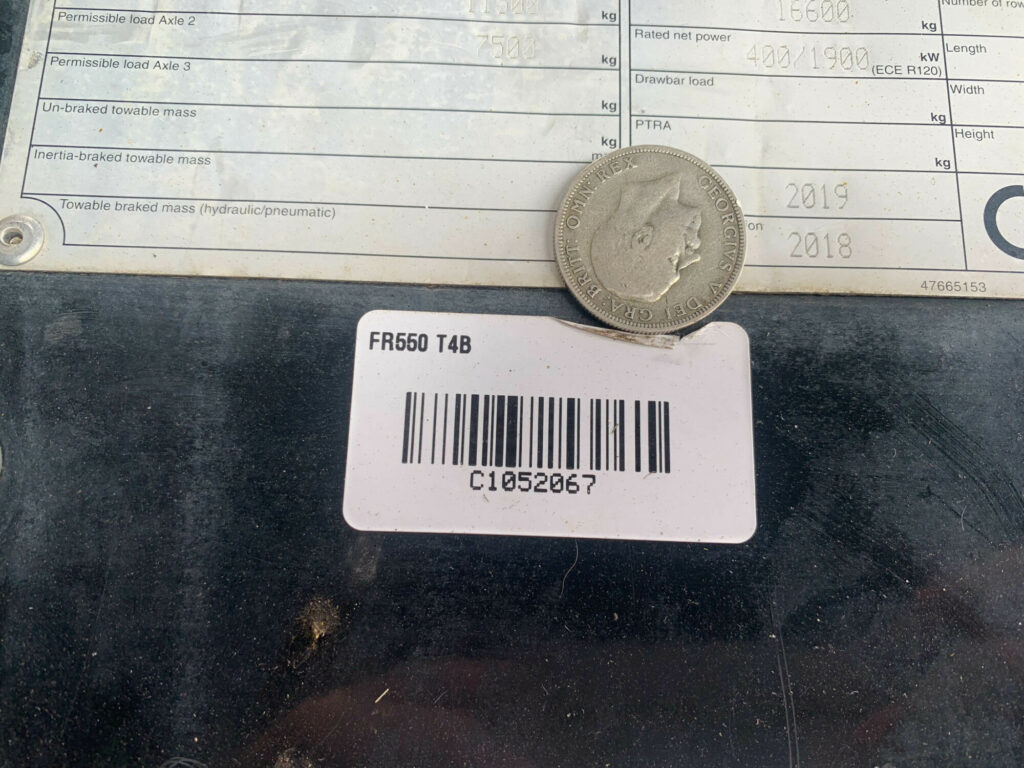 Permissible load Axle 2
11500
kg
Permissible load Axle 3
7500
kg
Un-braked towable mass
kg
Inertia-braked towable mass
kg
Towable braked mass (hydraulic/pneumatic)
16600
kg
Rated net power
400/1900
kW
(ECE R120)
Drawbar load
kg
PTRA
kg
2019
on
2018
Length
Width
Height
47665153
GEORGIVS V DEI GRA: BRITT: OMN: REX
FR550 T4B
C1052067